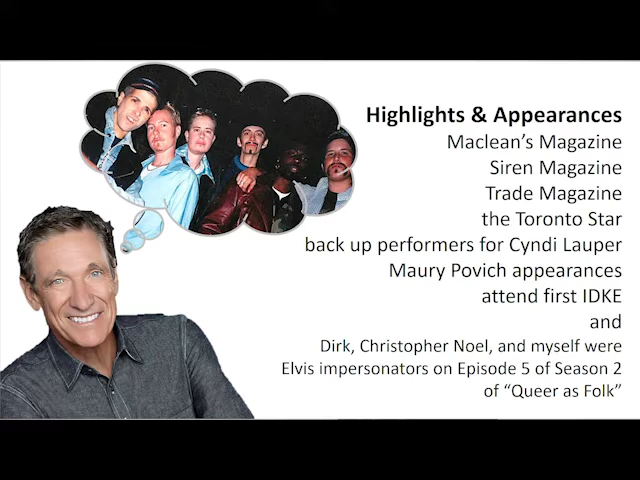 Highlights & Appearances
Maclean's Magazine
Siren Magazine
Trade Magazine
the Toronto Star
back up performers for Cyndi Lauper
Maury Povich appearances
attend first IDKE
and
Dirk, Christopher Noel, and myself were
Elvis impersonators on Episode 5 of Season 2
of “Queer as Folk”